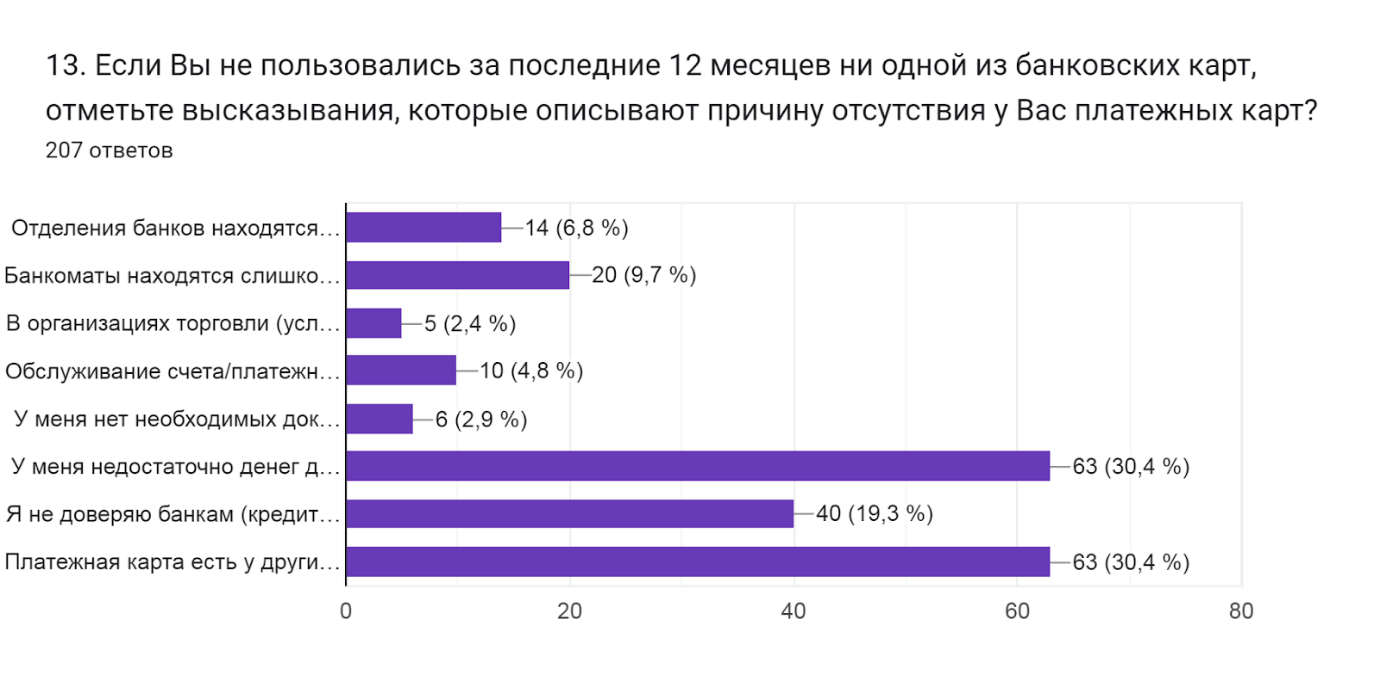 13. Если Вы не пользовались за последние 12 месяцев ни одной из банковских карт,
отметьте высказывания, которые описывают причину отсутствия у Вас платежных карт?
207 ответов
Отделения банков находятся… 14 (6,8 %)
Банкоматы находятся слишко… 20 (9,7 %)
В организациях торговли (усл… 5 (2,4 %)
Обслуживание счета/платежн… 10 (4,8 %)
У меня нет необходимых док… 6 (2,9 %)
У меня недостаточно денег д… 63 (30,4 %)
Я не доверяю банкам (кредит… 40 (19,3 %)
Платежная карта есть у други… 63 (30,4 %)
0 20 40 60 80